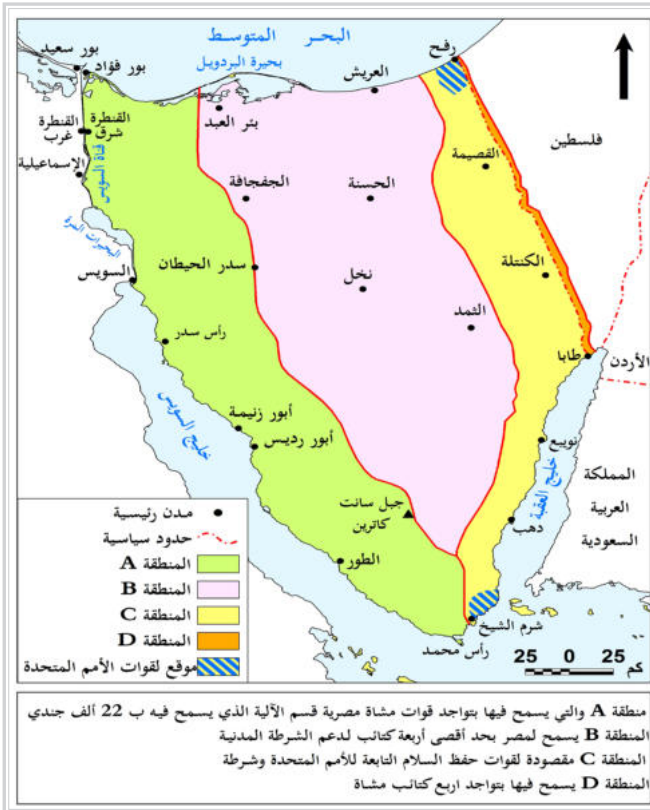 البحر المتوسط
بحيرة البردويل
بور سعيد
بور فؤاد
رفح
العريش
بئر العبد
فلسطين
القنطرة غرب
القنطرة شرق
القصيمة
قناة السويس
الإسماعيلية
الجفجافة
الحسنة
البحيرات المرة
السويس
سدر الحيطان
نخل
الكنتلة
الثمد
رأس سدر
طابا
الأردن
خليج السويس
أبور زنيمة
أبور رديس
نويبع
خليج العقبة
المملكة
العربية
السعودية
جبل سانت
كاترين
دهب
الطور
شرم الشيخ
رأس محمد
مدن رئيسية
حدود سياسية
المنطقة A
المنطقة B
المنطقة C
المنطقة D
موقع لقوات الأمم المتحدة
25 0 25 كم
منطقة A والتي يسمح فيها بتواجد قوات مشاة مصرية قسم الآلية الذي يسمح فيه ب 22 ألف جندي
المنطقة B يسمح لمصر بحد أقصى أربعة كتائب لدعم الشرطة المدنية
المنطقة C مقصودة لقوات حفظ السلام التابعة للأمم المتحدة وشرطة
المنطقة D يسمح فيها بتواجد اربع كتائب مشاة